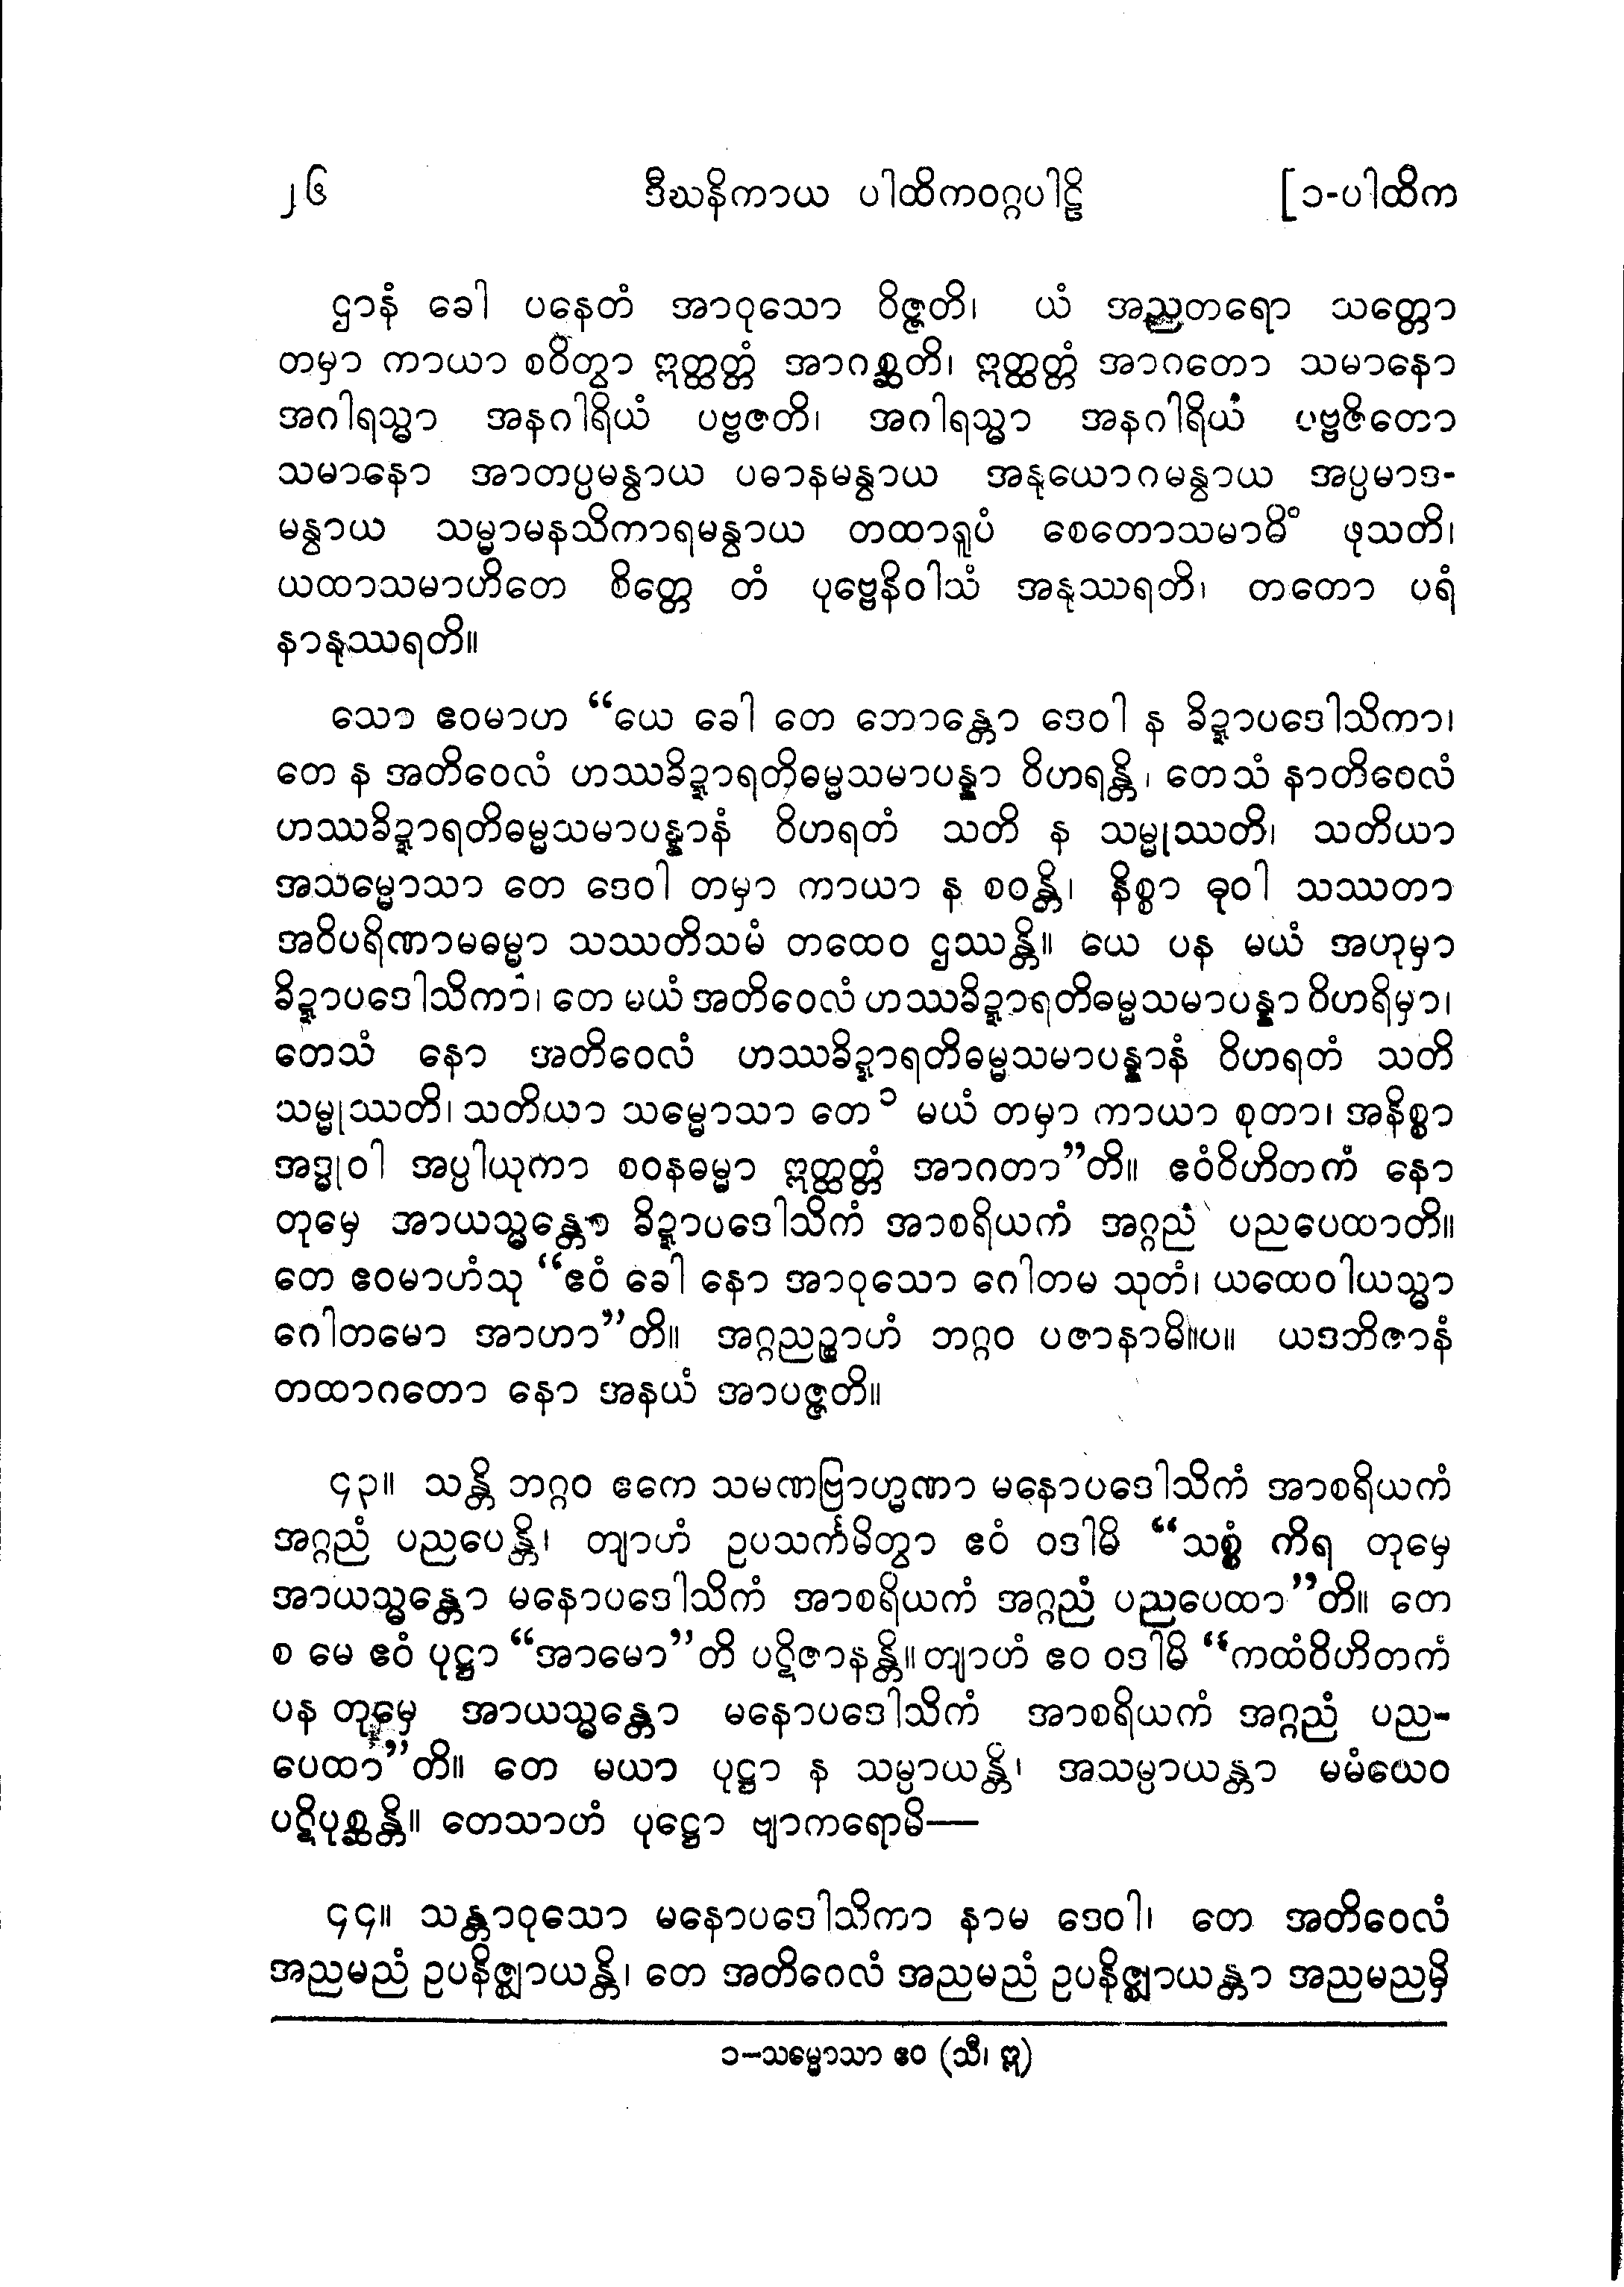 ၂၆ ဒီဃနိကာယ ပါထိကဝဂ္ဂပါဠိ [၁-ပါထိက
ဌာနံ ခေါ ပနေတံ အာဝုသော ဝိဇ္ဇတိ၊ ယံ အညတရော သတ္တော
တမှာ ကာယာ စဝိတွာ ဣတ္ထတ္တံ အာဂစ္ဆတိ၊ ဣတ္ထတ္တံ အာဂတော သမာနော
အဂါရသ္မာ အနဂါရိယံ ပဗ္ဗဇတိ၊ အဂါရသ္မာ အနဂါရိယံ ပဗ္ဗဇိတော
သမာနော အာတပ္ပမန္ဝာယ ပဓာနမန္ဝာယ အနုယောဂမန္ဝာယ အပ္ပမာဒ-
မန္ဝာယ သမ္မာမနသိကာရမန္ဝာယ တထာရူပံ စေတောသမာဓိံ ဖုသတိ၊
ယထာသမာဟိတေ စိတ္တေ တံ ပုဗ္ဗေနိဝါသံ အနုဿရတိ၊ တတော ပရံ
နာနုဿရတိ။
သော ဧဝမာဟ “ယေ ခေါ တေ ဘောန္တော ဒေဝါ န ခိဍ္ဍာပဒေါသိကာ၊
တေ န အတိဝေလံ ဟဿခိဍ္ဍာရတိဓမ္မသမာပန္နာ ဝိဟရန္တိ၊ တေသံ နာတိဝေလံ
ဟဿခိဍ္ဍာရတိဓမ္မသမာပန္နာနံ ဝိဟရတံ သတိ န သမ္မုဿတိ၊ သတိယာ
အသမ္မောသာ တေ ဒေဝါ တမှာ ကာယာ န စဝန္တိ၊ နိစ္စာ ဓုဝါ သဿတာ
အဝိပရိဏာမဓမ္မာ သဿတိသမံ တထေဝ ဌဿန္တိ။ ယေ ပန မယံ အဟုမှာ
ခိဍ္ဍာပဒေါသိကာ၊ တေ မယံ အတိဝေလံ ဟဿခိဍ္ဍာရတိဓမ္မသမာပန္နာ ဝိဟရိမှာ၊
တေသံ နော အတိဝေလံ ဟဿခိဍ္ဍာရတိဓမ္မသမာပန္နာနံ ဝိဟရတံ သတိ
သမ္မုဿတိ၊ သတိယာ သမ္မောသာ တေ ၁ မယံ တမှာ ကာယာ စုတာ၊ အနိစ္စာ
အဒ္ဓုဝါ အပ္ပါယုကာ စဝနဓမ္မာ ဣတ္ထတ္တံ အာဂတာ”တိ။ ဧဝံဝိဟိတကံ နော
တုမှေ အာယသ္မန္တော ခိဍ္ဍာပဒေါသိကံ အာစရိယကံ အဂ္ဂညံ ပညပေထာတိ။
တေ ဧဝမာဟံသု “ဧဝံ ခေါ နော အာဝုသော ဂေါတမ သုတံ၊ ယထေဝါယသ္မာ
ဂေါတမော အာဟာ”တိ။ အဂ္ဂညဉ္စာဟံ ဘဂ္ဂဝ ပဇာနာမိ။ပ။ ယဒဘိဇာနံ
တထာဂတော နော အနယံ အာပဇ္ဇတိ။
၄၃။ သန္တိ ဘဂ္ဂဝ ဧကေ သမဏဗြာဟ္မဏာ မနောပဒေါသိကံ အာစရိယကံ
အဂ္ဂညံ ပညပေန္တိ၊ တျာဟံ ဥပသင်္ကမိတွာ ဧဝံ ဝဒါမိ “သစ္စံ ကိရ တုမှေ
အာယသ္မန္တော မနောပဒေါသိကံ အာစရိယကံ အဂ္ဂညံ ပညပေထာ”တိ။ တေ
စ မေ ဧဝံ ပုဋ္ဌာ “အာမော”တိ ပဋိဇာနန္တိ။ တျာဟံ ဧဝ ဝဒါမိ “ကထံဝိဟိတကံ
ပန တုမှေ အာယသ္မန္တော မနောပဒေါသိကံ အာစရိယကံ အဂ္ဂညံ ပည-
ပေထာ”တိ။ တေ မယာ ပုဋ္ဌာ န သမ္ပာယန္တိ၊ အသမ္ပာယန္တာ မမံယေဝ
ပဋိပုစ္ဆန္တိ။ တေသာဟံ ပုဋ္ဌော ဗျာကရောမိ—
၄၄။ သန္တာဝုသော မနောပဒေါသိကာ နာမ ဒေဝါ၊ တေ အတိဝေလံ
အညမညံ ဥပနိဇ္ဈာယန္တိ၊ တေ အတိဝေလံ အညမညံ ဥပနိဇ္ဈာယန္တာ အညမညမှိ
၁-သမ္မောသာ ဧဝ (သီ၊ ဣ)